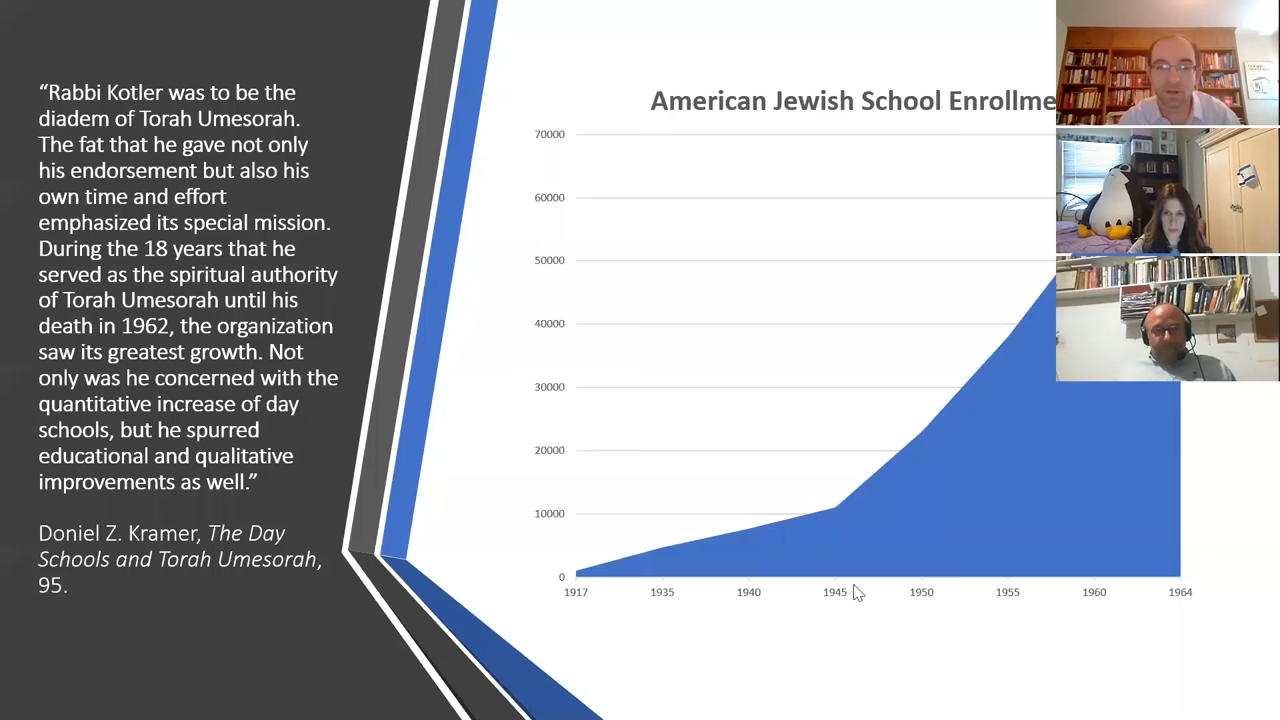 “Rabbi Kotler was to be the
diadem of Torah Umesorah.
The fat that he gave not only
his endorsement but also his
own time and effort
emphasized its special mission.
During the 18 years that he
served as the spiritual authority
of Torah Umesorah until his
death in 1962, the organization
saw its greatest growth. Not
only was he concerned with the
quantitative increase of day
schools, but he spurred
educational and qualitative
improvements as well.”
Doniel Z. Kramer, The Day
Schools and Torah Umesorah,
95.
American Jewish School Enrollme
70000
60000
50000
40000
30000
20000
10000
0
1917 1935 1940 1945 1950 1955 1960 1964